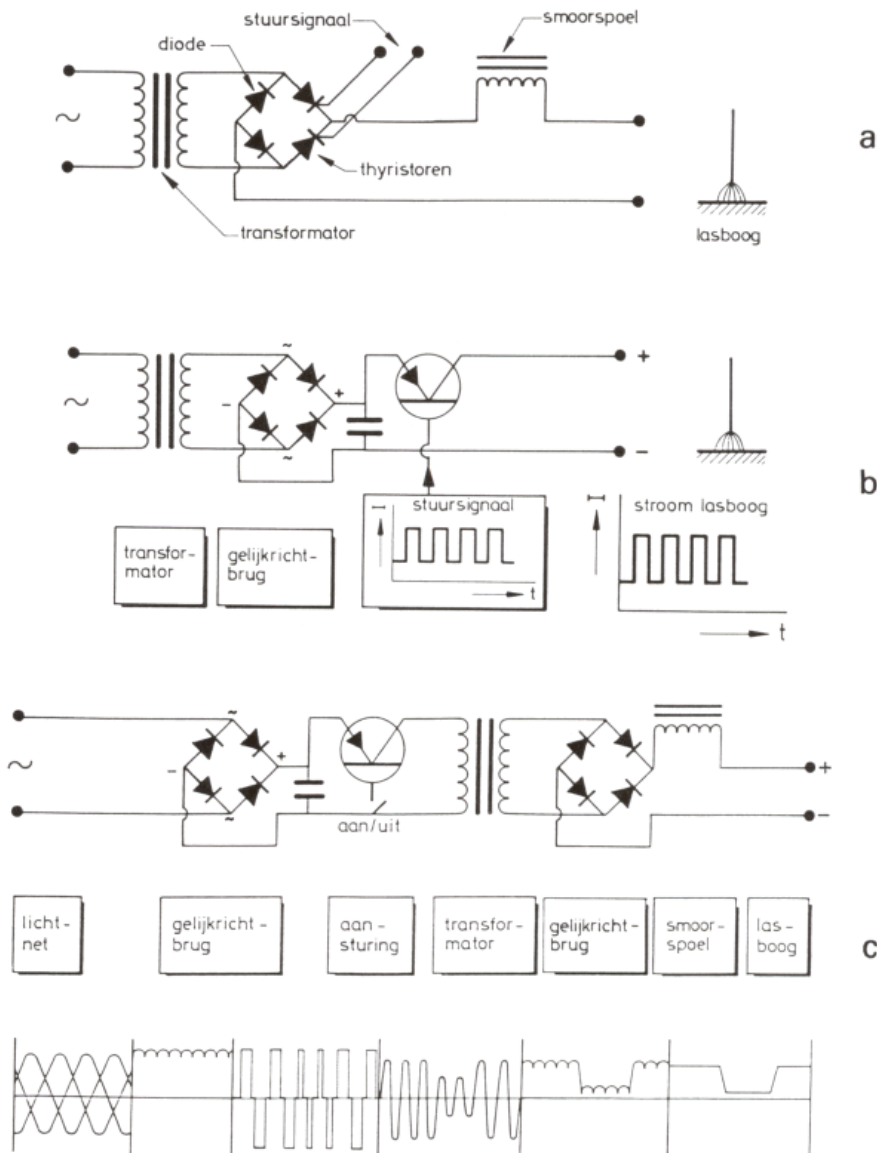 stuursignaal
smoorspoel
diode
~
a
thyristoren
transformator
lasboog
~
~
+
-
+
-
~
b
stuursignaal
I
t
I
stroom lasboog
t
transfor-
mator
gelijkricht-
brug
~
~
-
+
+
-
~
aan/uit
licht-
net
gelijkricht-
brug
aan-
sturing
transfor-
mator
gelijkricht-
brug
smoor-
spoel
las-
boog
c